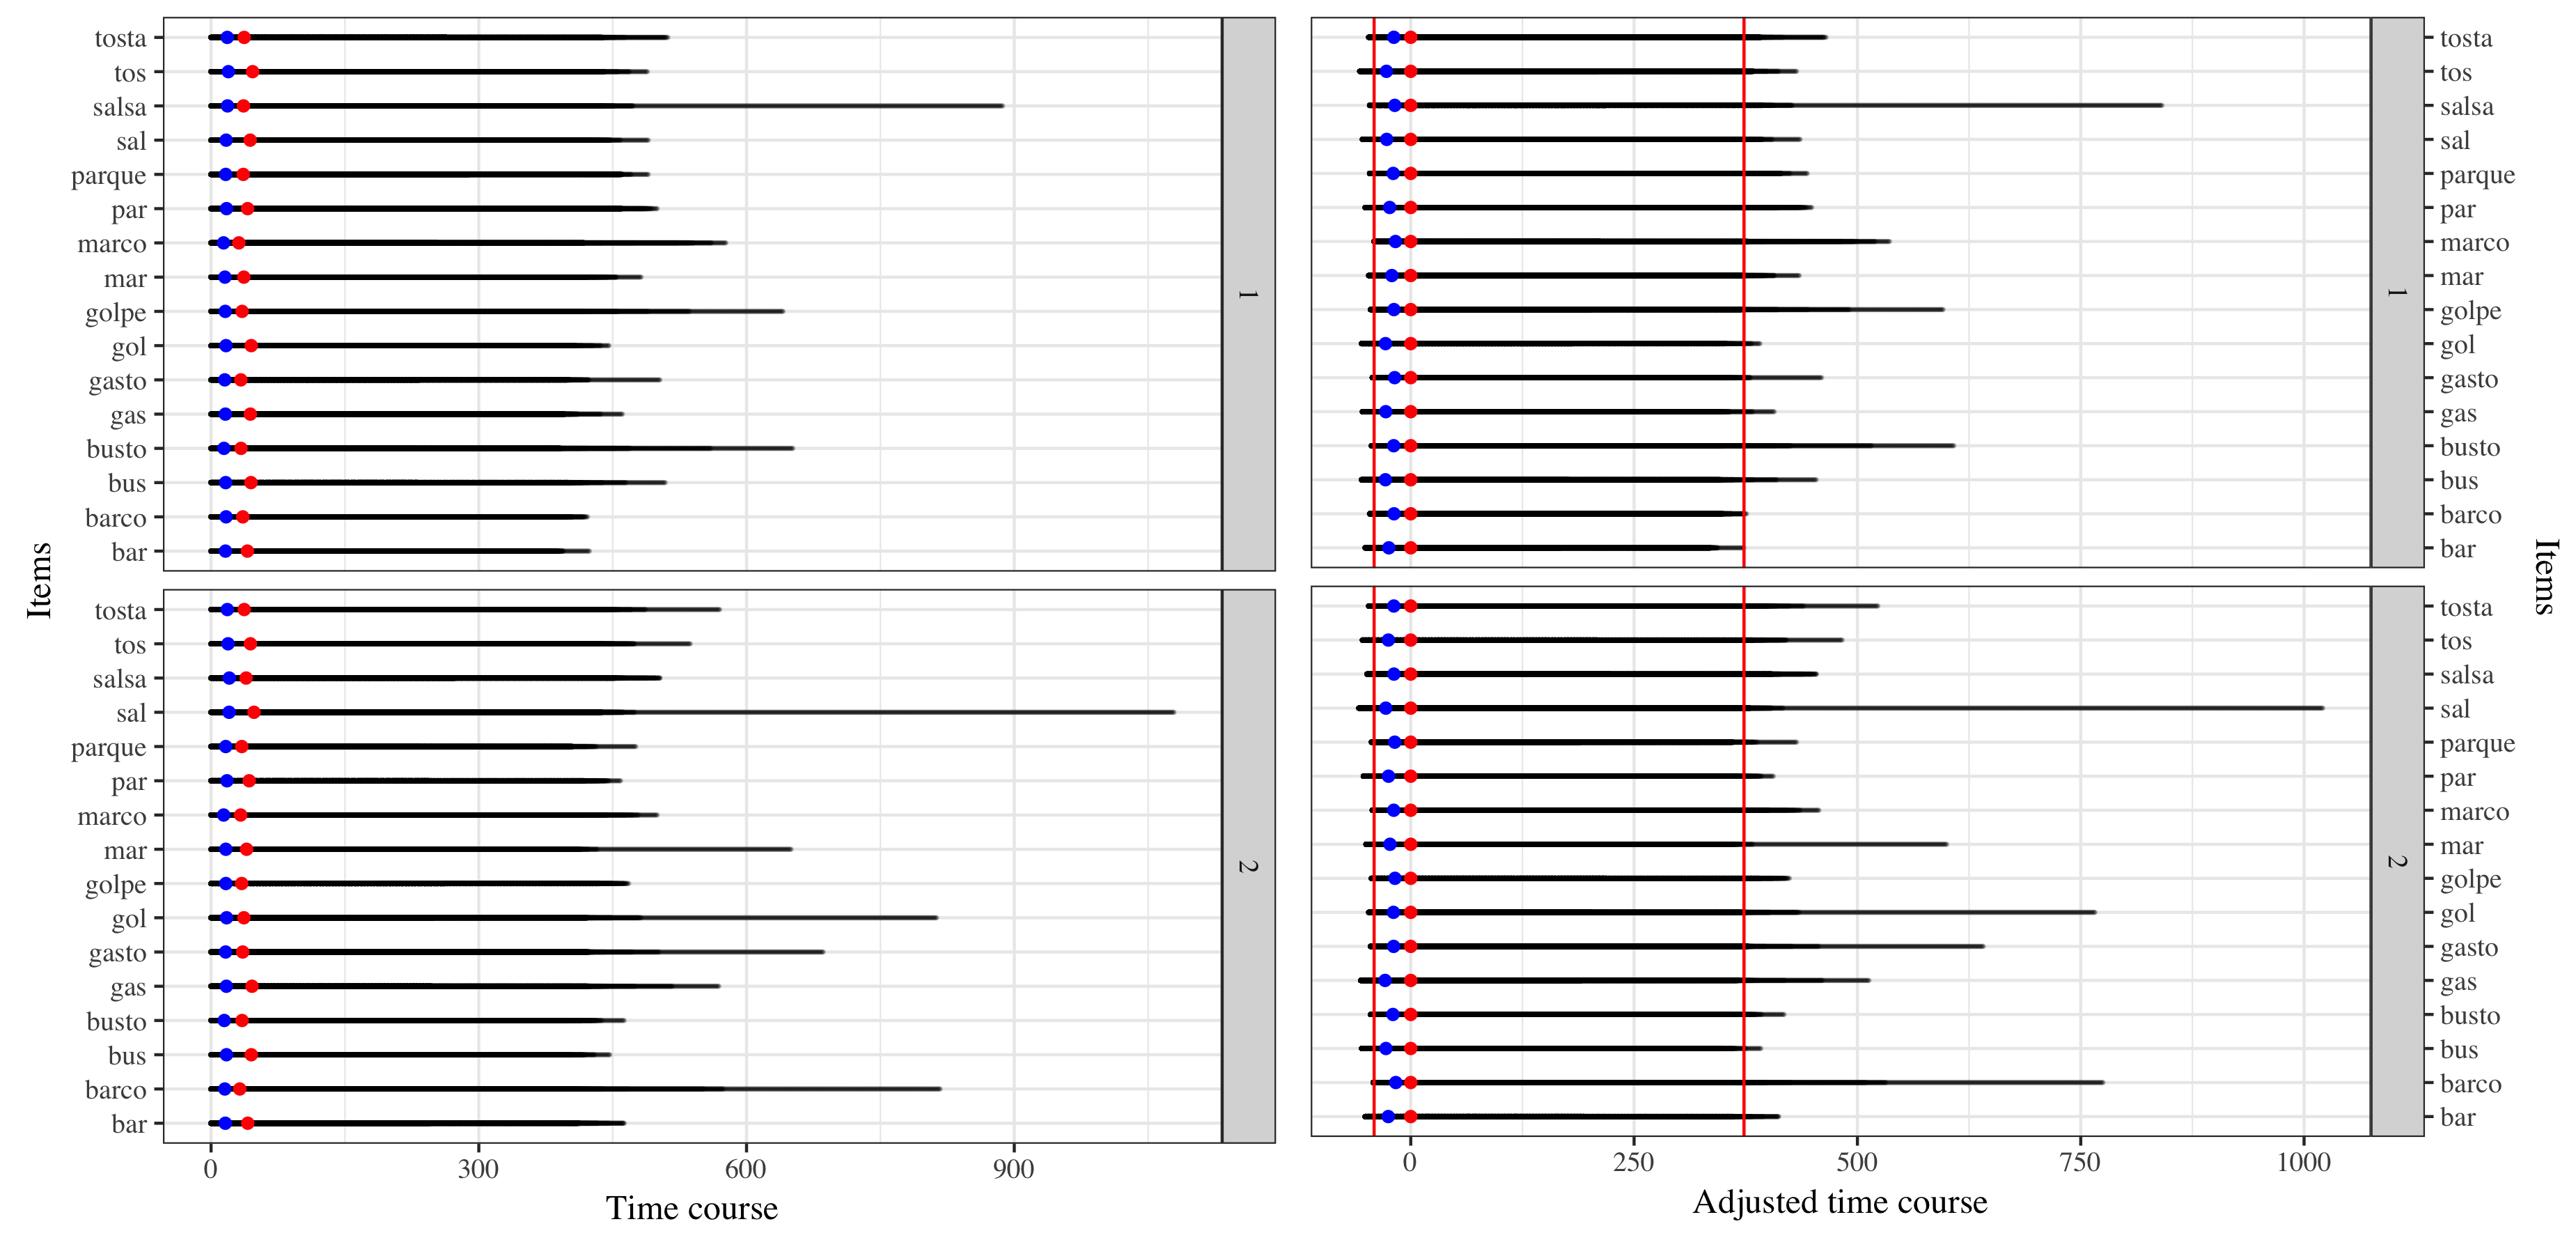 Items
tosta
tos
salsa
sal
parque
par
marco
mar
golpe
gol
gasto
gas
busto
bus
barco
bar
1
tosta
tos
salsa
sal
parque
par
marco
mar
golpe
gol
gasto
gas
busto
bus
barco
bar
2
0 300 600 900
Time course
1
tosta
tos
salsa
sal
parque
par
marco
mar
golpe
gol
gasto
gas
busto
bus
barco
bar
2
tosta
tos
salsa
sal
parque
par
marco
mar
golpe
gol
gasto
gas
busto
bus
barco
bar
Items
0 250 500 750 1000
Adjusted time course